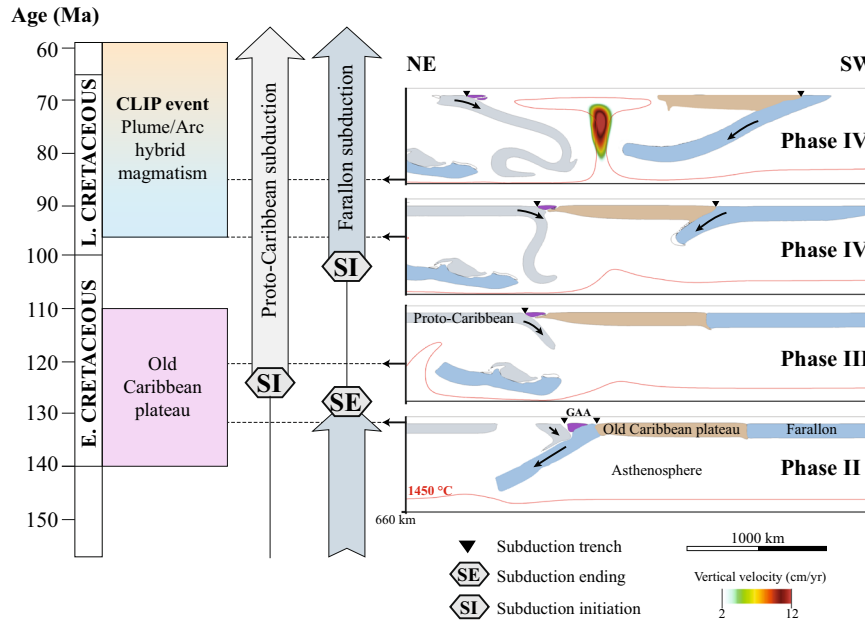 Age (Ma)
60
70
80
90
100
110
120
130
140
150
L. CRETACEOUS
E. CRETACEOUS
CLIP event
Plume/Arc
hybrid
magmatism
Old
Caribbean
plateau
Proto-Caribbean subduction
SI
Farallon subduction
SI
SE
NE
SW
Phase IV
Phase IV
Proto-Caribbean
Phase III
GAA
Old Caribbean plateau
Farallon
Asthenosphere
Phase II
1450 °C
660 km
Subduction trench
SE Subduction ending
SI Subduction initiation
1000 km
Vertical velocity (cm/yr)
2 12